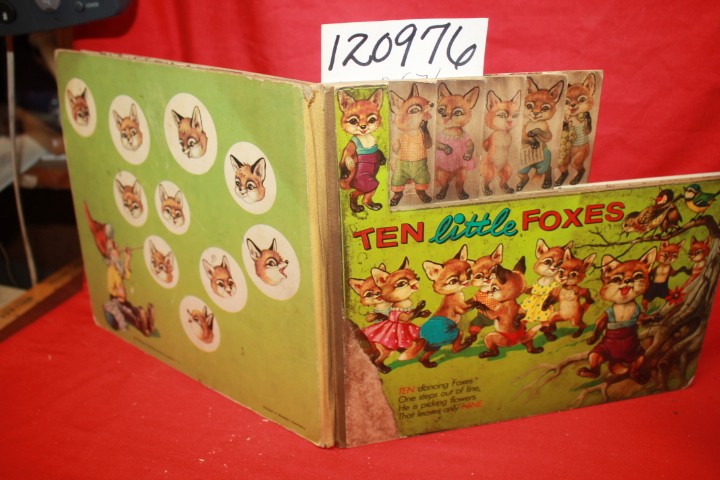 120976
TEN little FOXES
TEN dancing Foxes
One steps out of line,
He is picking flowers
That leaves only NINE.